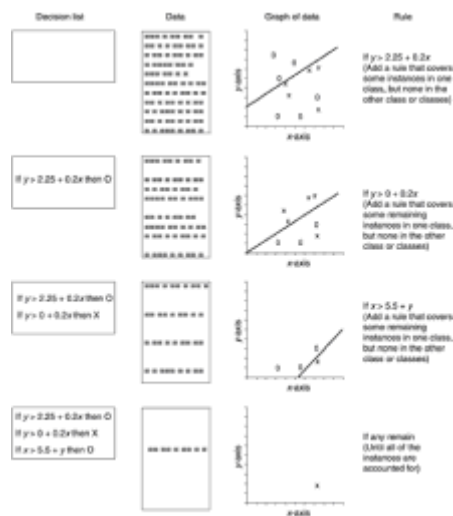 Decision list
Data
Graph of data
Rule
y-axis
x-axis
If y > 2.25 + 0.2x
(Add a rule that covers
some instances in one
class, but none in the
other class or classes)
If y > 2.25 + 0.2x then O
y-axis
x-axis
If y > 0 + 0.2x
(Add a rule that covers
some remaining
instances in one class,
but none in the other
class or classes)
If y > 2.25 + 0.2x then O
If y > 0 + 0.2x then X
y-axis
x-axis
If x > 5.5 + y
(Add a rule that covers
some remaining
instances in one class,
but none in the other
class or classes)
If y > 2.25 + 0.2x then O
If y > 0 + 0.2x then X
If x > 5.5 + y then O
y-axis
x-axis
If any remain
(Until all of the
instances are
accounted for)